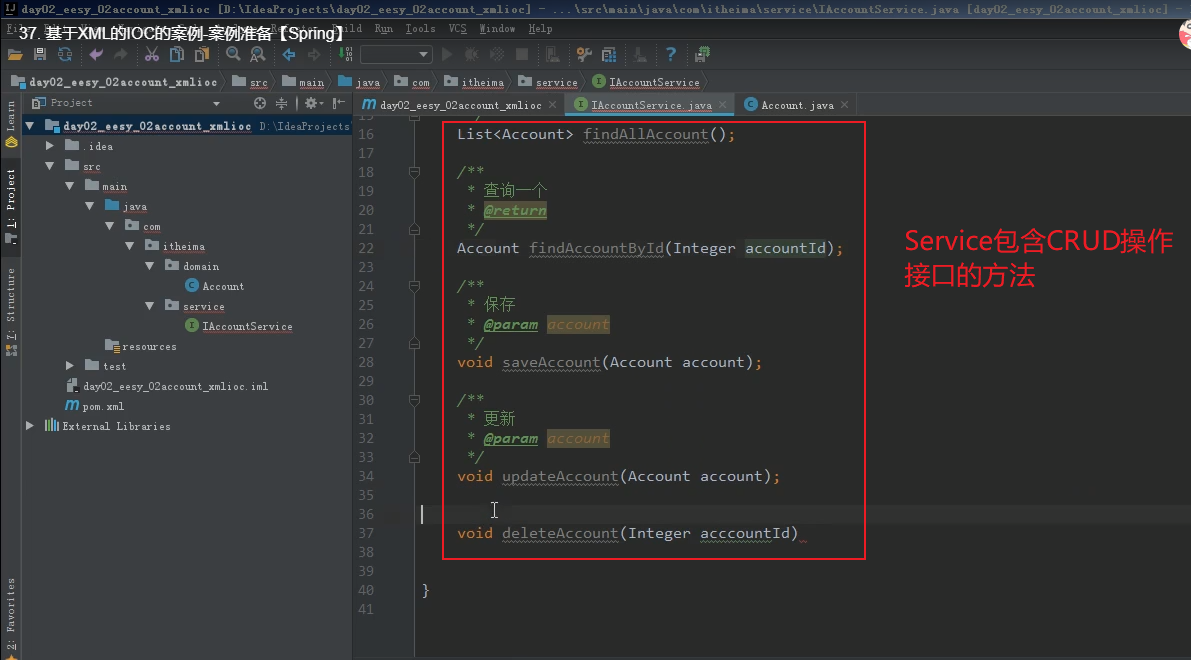 day02_eesy_02account_xmlioc [D:\IdeaProjects\day02_eesy_02account_xmlioc] - ...\src\main\java\com\itheima\service\IAccountService.java [day02_eesy_02account_xmlioc] -
37. 基于XML的IOC的案例-案例准备【Spring】
Run Tools VCS Window Help
day02_eesy_02account_xmlioc src main java com itheima service IAccountService
Project
day02_eesy_02account_xmlioc IAccountService.java Account.java
Learn
1: Project
7: Structure
2: Favorites
day02_eesy_02account_xmlioc D:\IdeaProjects
.idea
src
main
java
com
itheima
domain
Account
service
IAccountService
resources
test
day02_eesy_02account_xmlioc.iml
pom.xml
External Libraries
15 */
16 List<Account> findAllAccount();
17
18 /**
19 * 查询一个
20 * @return
21 */
22 Account findAccountById(Integer accountId);
23
24 /**
25 * 保存
26 * @param account
27 */
28 void saveAccount(Account account);
29
30 /**
31 * 更新
32 * @param account
33 */
34 void updateAccount(Account account);
35
36
37 void deleteAccount(Integer acccountId)
38
39
40 }
41
Service包含CRUD操作
接口的方法